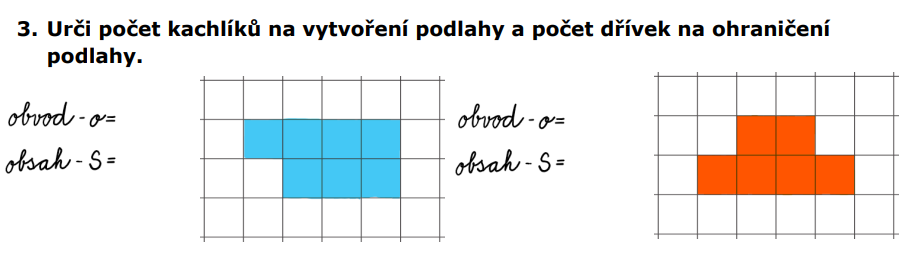 3. Urči počet kachlíků na vytvoření podlahy a počet dřívek na ohraničení
podlahy.
obvod - o=
obsah - S=
obvod - o=
obsah - S=